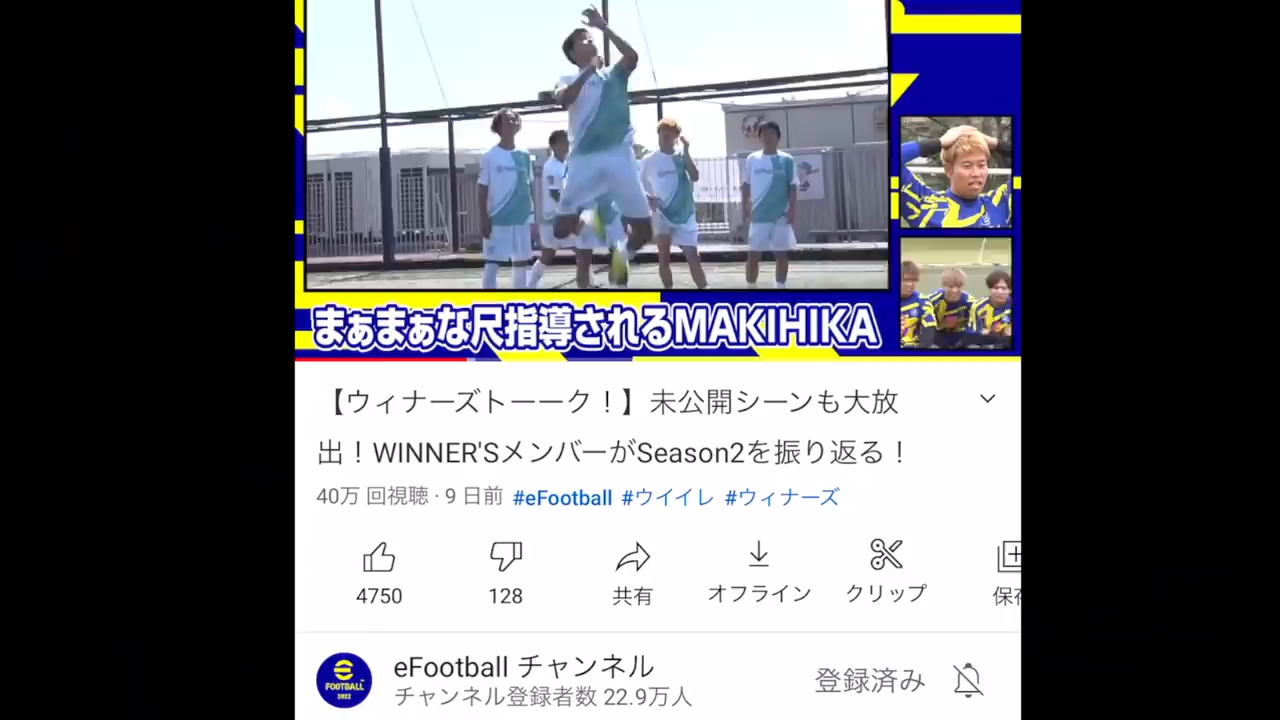 まぁまぁな尺指導されるMAKIHIKA
【ウィナーズトーーク！】未公開シーンも大放
出！WINNER'SメンバーがSeason2を振り返る！
40万 回視聴・9 日前 #eFootball #ウイイレ #ウィナーズ
4750 128 共有 オフライン クリップ 保存
eFootball チャンネル
チャンネル登録者数 22.9万人
登録済み
FOOTBALL
2022